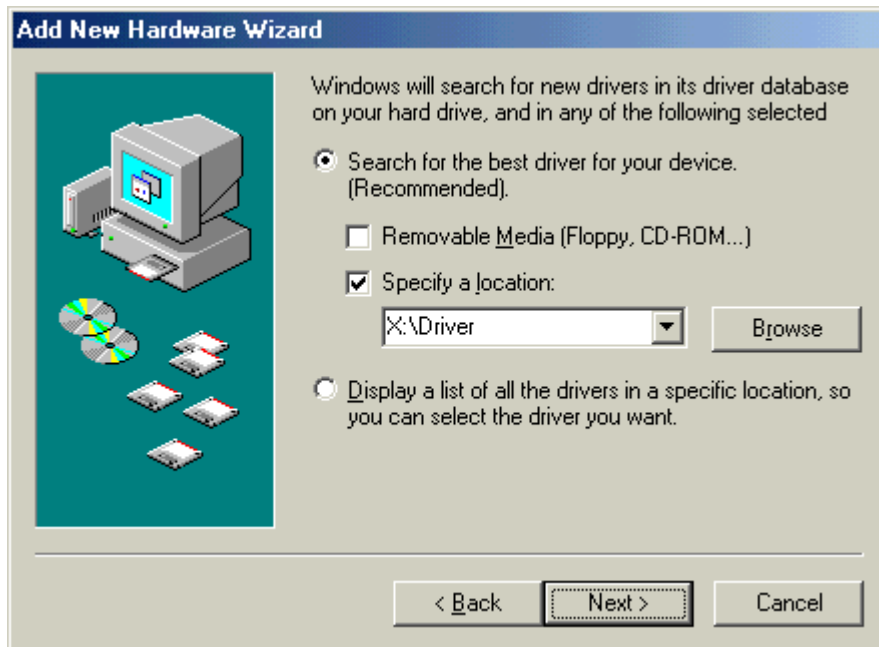 Add New Hardware Wizard
Windows will search for new drivers in its driver database
on your hard drive, and in any of the following selected
Search for the best driver for your device.
(Recommended).
Removable Media (Floppy, CD-ROM...)
Specify a location:
X:\Driver
Browse
Display a list of all the drivers in a specific location, so
you can select the driver you want.
< Back
Next >
Cancel